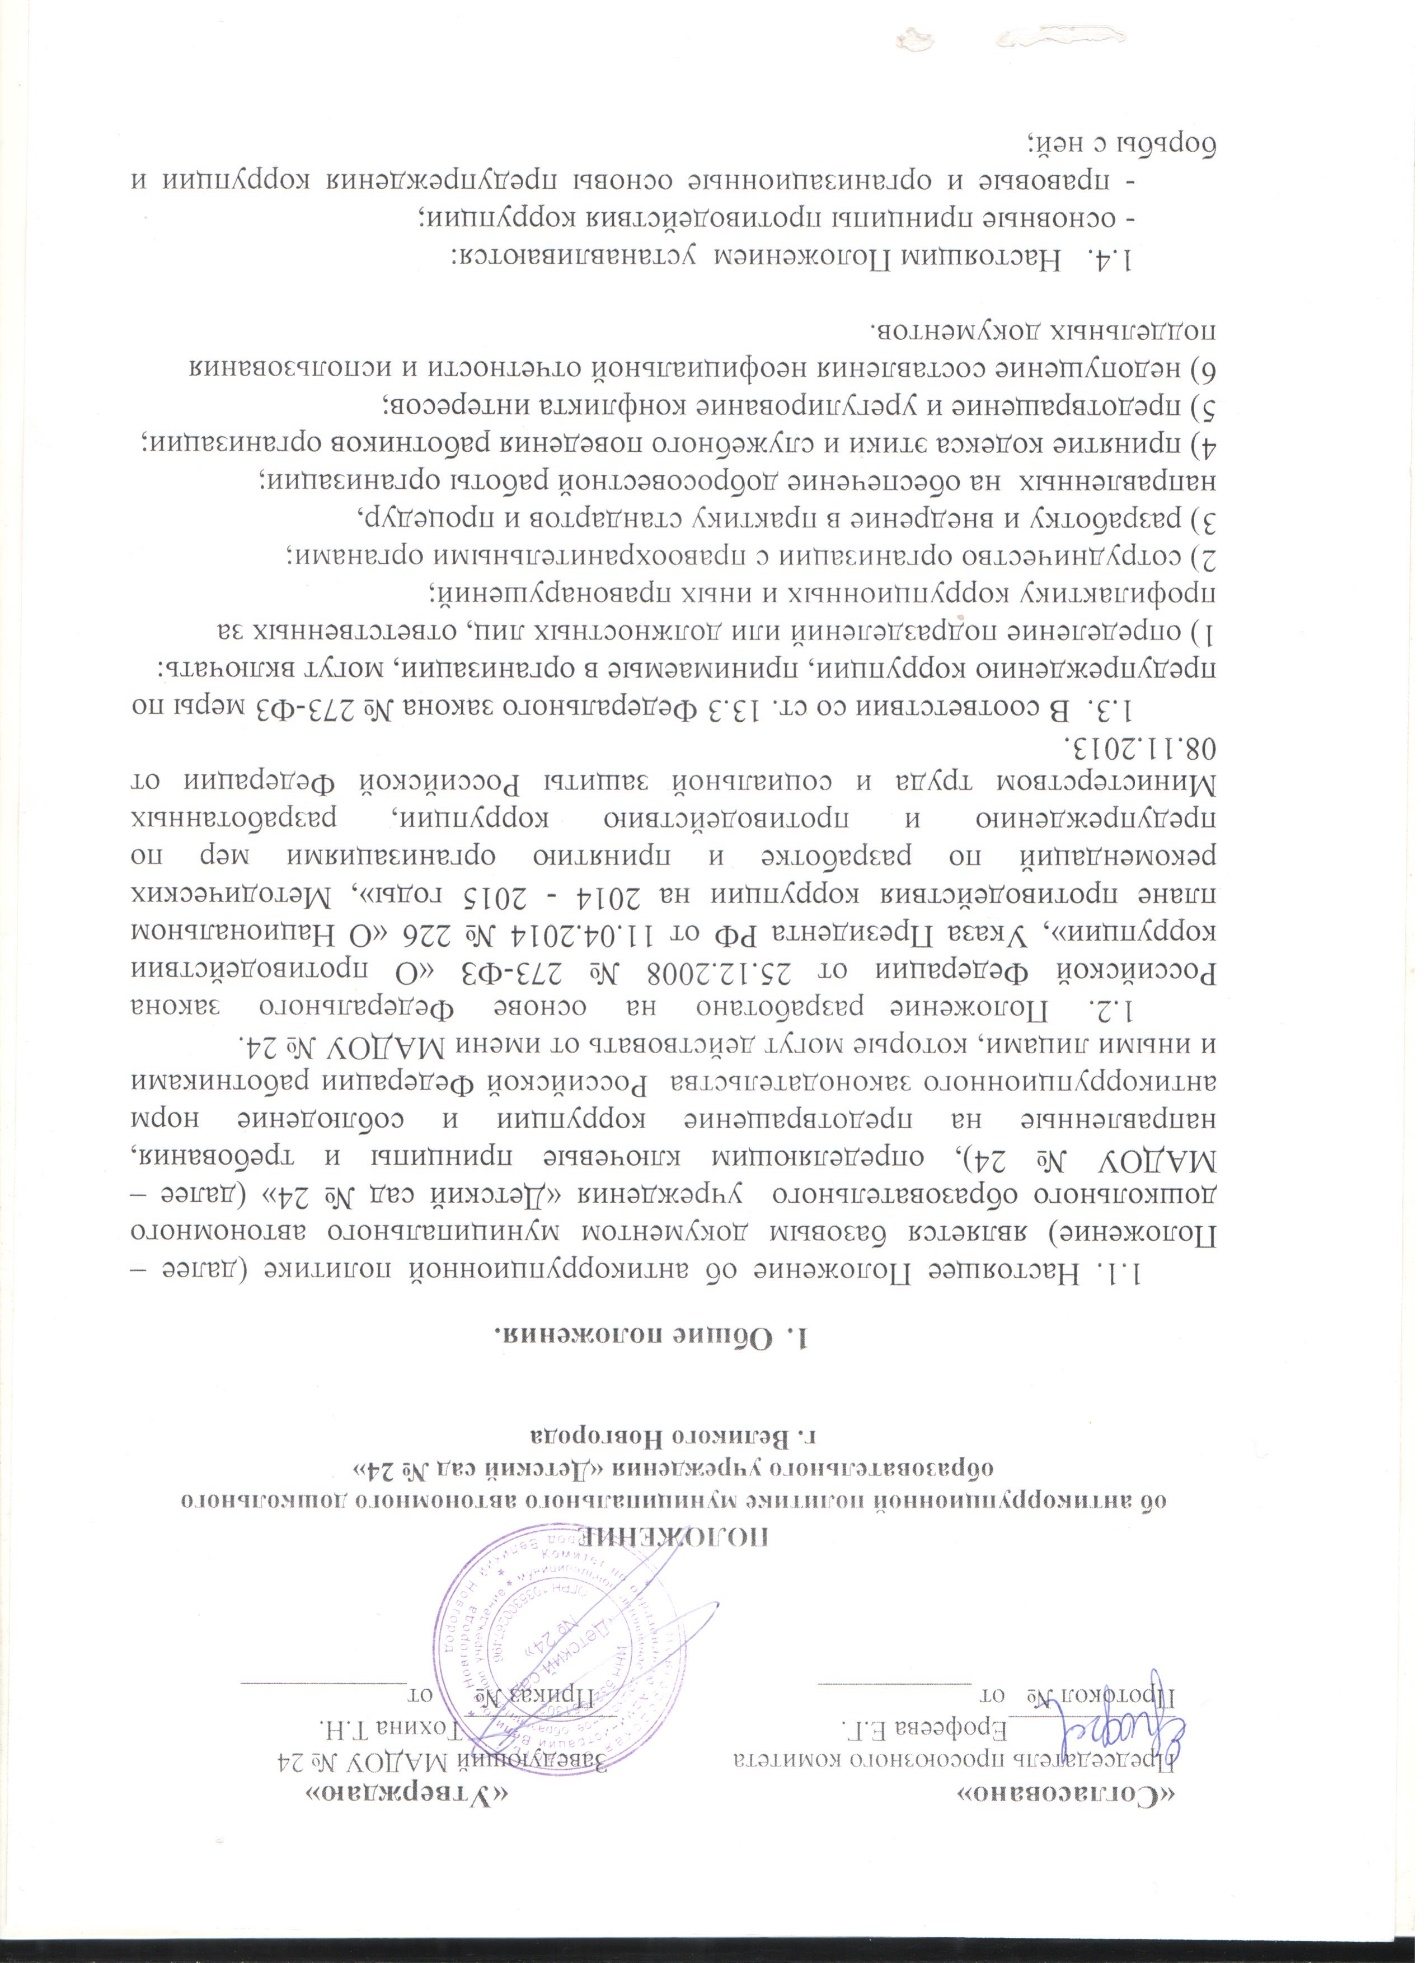 «Согласовано» «Утверждаю»
Председатель просоюзного комитета Заведующий МАДОУ № 24
Ерофеева Е.Г. Тохина Т.Н.
Протокол № от Приказ № от
«Детский сад
№ 24»
ПОЛОЖЕНИЕ
об антикоррупционной политике муниципального автономного дошкольного
образовательного учреждения «Детский сад № 24»
г. Великого Новгорода
1. Общие положения.
1.1. Настоящее Положение об антикоррупционной политике (далее –
Положение) является базовым документом муниципального автономного
дошкольного образовательного учреждения «Детский сад № 24» (далее –
МАДОУ № 24), определяющим ключевые принципы и требования,
направленные на предотвращение коррупции и соблюдение норм
антикоррупционного законодательства Российской Федерации работниками
и иными лицами, которые могут действовать от имени МАДОУ № 24.
1.2. Положение разработано на основе Федерального закона
Российской Федерации от 25.12.2008 № 273-ФЗ «О противодействии
коррупции», Указа Президента РФ от 11.04.2014 № 226 «О Национальном
плане противодействия коррупции на 2014 - 2015 годы», Методических
рекомендаций по разработке и принятию организациями мер по
предупреждению и противодействию коррупции, разработанных
Министерством труда и социальной защиты Российской Федерации от
08.11.2013.
1.3. В соответствии со ст. 13.3 Федерального закона № 273-ФЗ меры по
предупреждению коррупции, принимаемые в организации, могут включать:
1) определение подразделений или должностных лиц, ответственных за
профилактику коррупционных и иных правонарушений;
2) сотрудничество организации с правоохранительными органами;
3) разработку и внедрение в практику стандартов и процедур,
направленных на обеспечение добросовестной работы организации;
4) принятие кодекса этики и служебного поведения работников организации;
5) предотвращение и урегулирование конфликта интересов;
6) недопущение составления неофициальной отчетности и использования
поддельных документов.
1.4. Настоящим Положением устанавливаются:
- основные принципы противодействия коррупции;
- правовые и организационные основы предупреждения коррупции и
борьбы с ней;